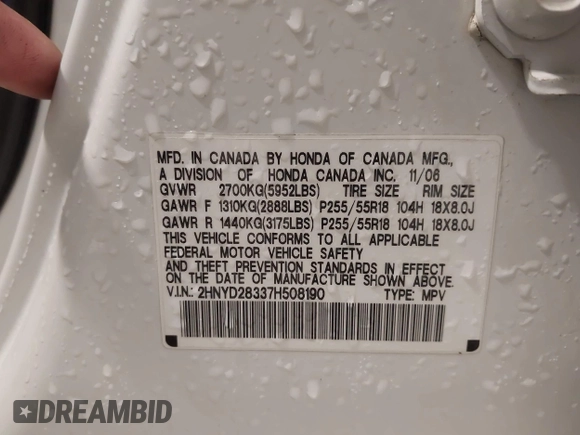 MFD. IN CANADA BY HONDA OF CANADA MFG.,
A DIVISION OF HONDA CANADA INC. 11/06
GVWR 2700KG(5952LBS) TIRE SIZE RIM SIZE
GAWR F 1310KG(2888LBS) P255/55R18 104H 18X8.0J
GAWR R 1440KG(3175LBS) P255/55R18 104H 18X8.0J
THIS VEHICLE CONFORMS TO ALL APPLICABLE
FEDERAL MOTOR VEHICLE SAFETY
AND THEFT PREVENTION STANDARDS IN EFFECT
ON THE DATE OF MANUFACTURE SHOWN ABOVE.
V.I.N.: 2HNYD28337H508190 TYPE: MPV
DREAMBID